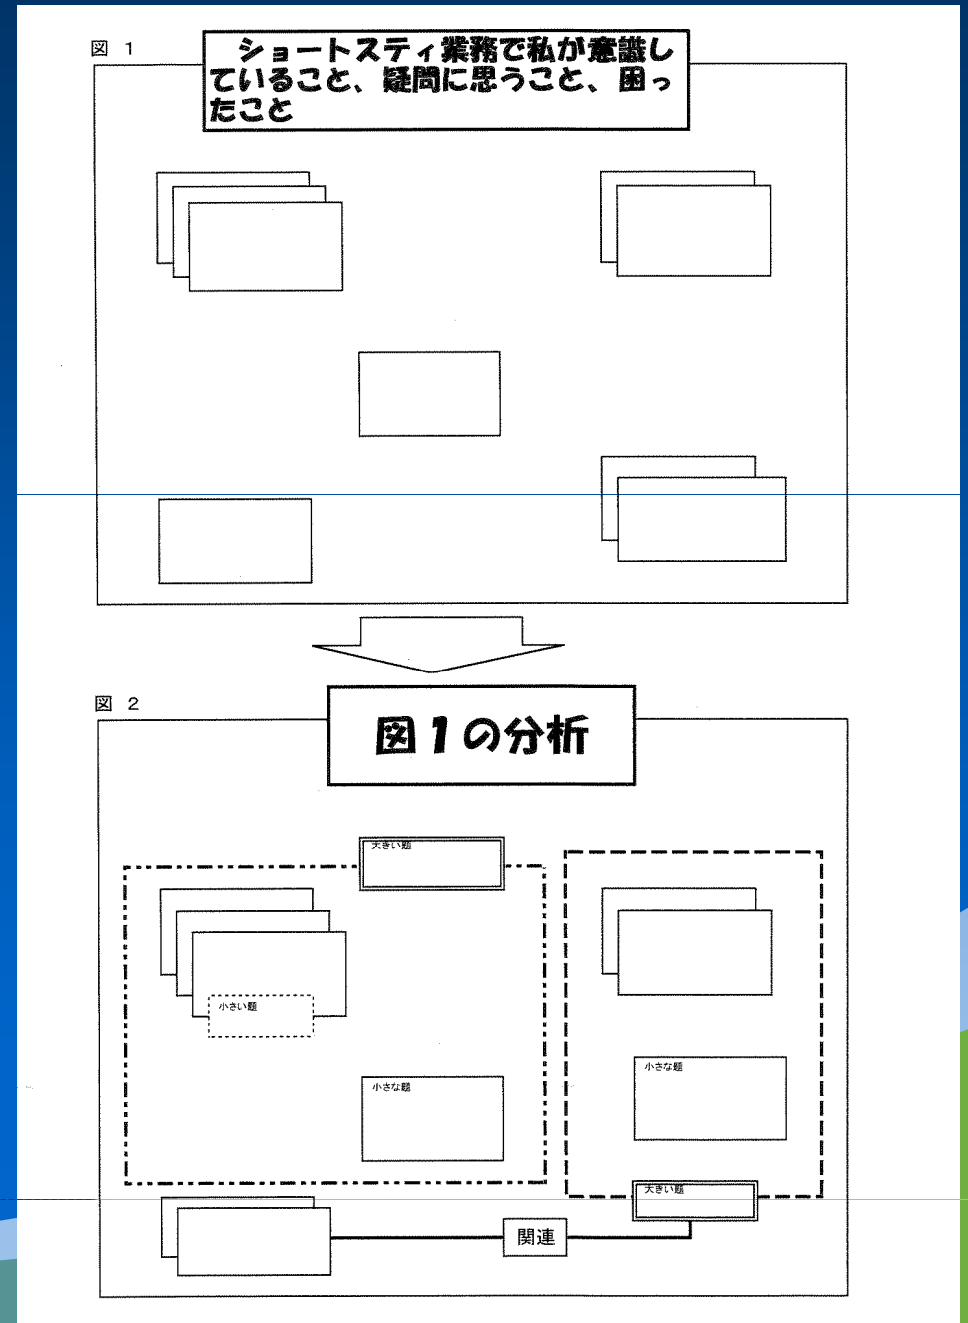 図 1
ショートスティ業務で私が意識し
ていること、疑問に思うこと、困っ
たこと
図 2
図1の分析
大きい題
小さい題
小さな題
小さな題
大きい題
関連